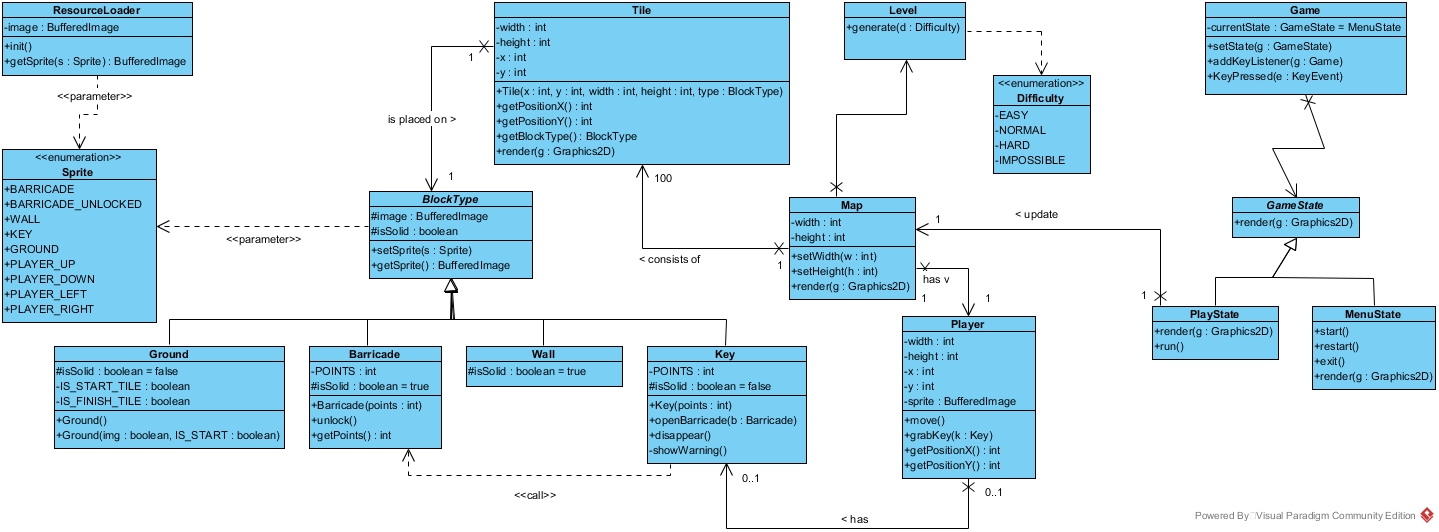 ResourceLoader
-image : BufferedImage
+init()
+getSprite(s : Sprite) : BufferedImage
<<parameter>>
<<enumeration>>
Sprite
+BARRICADE
+BARRICADE_UNLOCKED
+WALL
+KEY
+GROUND
+PLAYER_UP
+PLAYER_DOWN
+PLAYER_LEFT
+PLAYER_RIGHT
<<parameter>>
Tile
-width : int
-height : int
-x : int
-y : int
+Tile(x : int, y : int, width : int, height : int, type : BlockType)
+getPositionX() : int
+getPositionY() : int
+getBlockType() : BlockType
+render(g : Graphics2D)
1
is placed on >
1
100
< consists of
1
BlockType
#image : BufferedImage
#isSolid : boolean
+setSprite(s : Sprite)
+getSprite() : BufferedImage
Level
+generate(d : Difficulty)
<<enumeration>>
Difficulty
-EASY
-NORMAL
-HARD
-IMPOSSIBLE
Game
-currentState : GameState = MenuState
+setState(g : GameState)
+addKeyListener(g : Game)
+KeyPressed(e : KeyEvent)
GameState
+render(g : Graphics2D)
Map
-width : int
-height : int
+setWidth(w : int)
+setHeight(h : int)
+render(g : Graphics2D)
1
< update
1
has v
1
1
PlayState
+render(g : Graphics2D)
+run()
MenuState
+start()
+restart()
+exit()
+render(g : Graphics2D)
Player
-width : int
-height : int
-x : int
-y : int
-sprite : BufferedImage
+move()
+grabKey(k : Key)
+getPositionX() : int
+getPositionY() : int
Ground
#isSolid : boolean = false
-IS_START_TILE : boolean
-IS_FINISH_TILE : boolean
+Ground()
+Ground(img : boolean, IS_START : boolean)
Barricade
-POINTS : int
#isSolid : boolean = true
+Barricade(points : int)
+unlock()
+getPoints() : int
Wall
#isSolid : boolean = true
Key
-POINTS : int
#isSolid : boolean = false
+Key(points : int)
+openBarricade(b : Barricade)
+disappear()
-showWarning()
<<call>>
0..1
0..1
< has
Powered By Visual Paradigm Community Edition